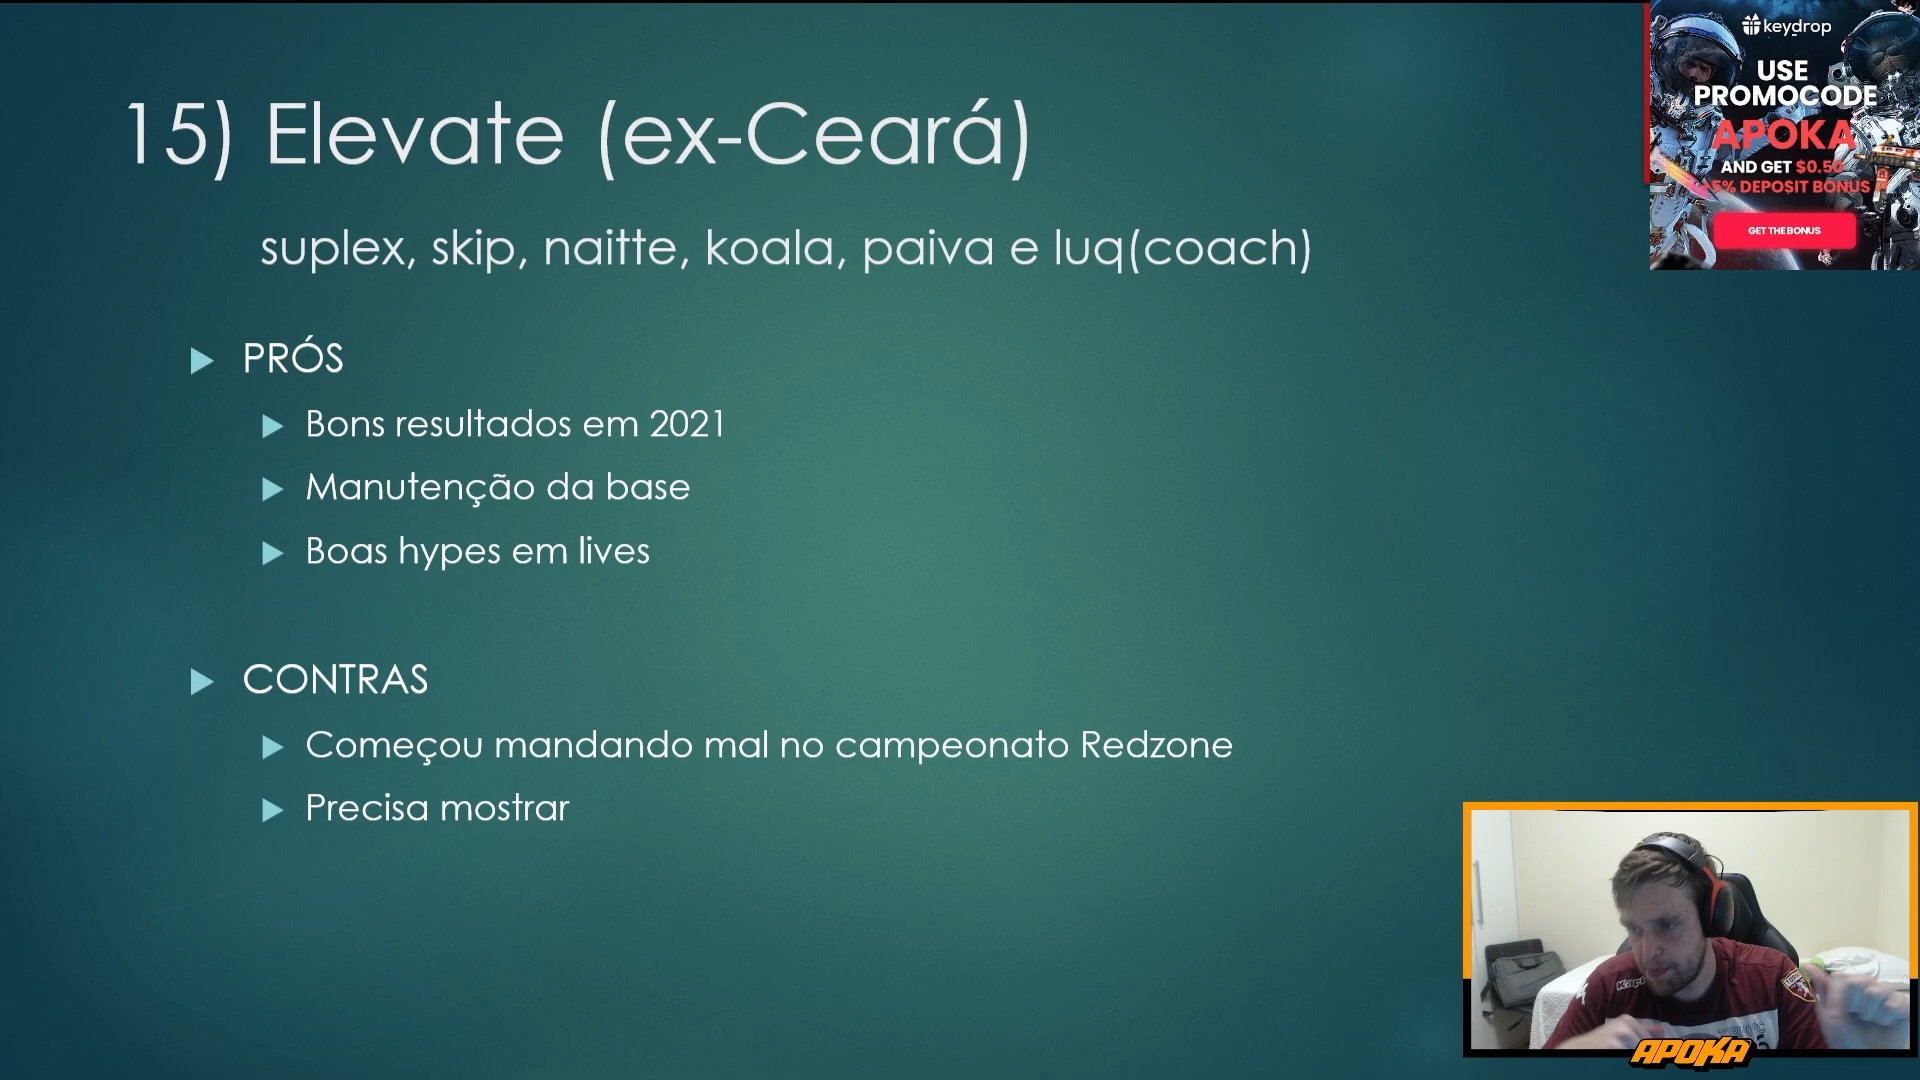 15) Elevate (ex-Ceará)
suplex, skip, naitte, koala, paiva e luq(coach)
PRÓS
Bons resultados em 2021
Manutenção da base
Boas hypes em lives
CONTRAS
Começou mandando mal no campeonato Redzone
Precisa mostrar
keydrop
USE
PROMOCODE
APOKA
AND GET $0.50
5% DEPOSIT BONUS
GET THE BONUS
Kappa
APOKA